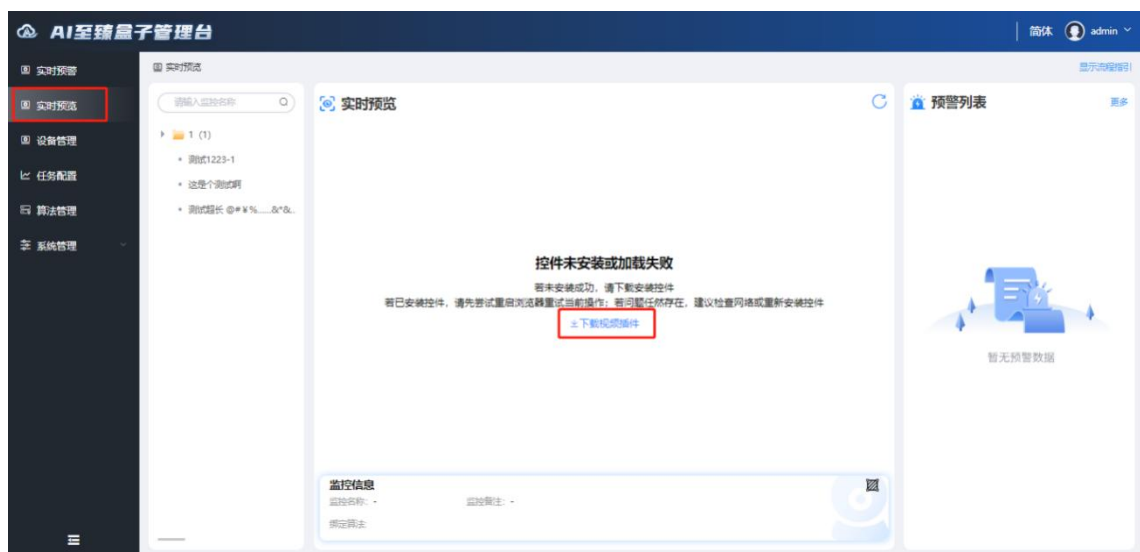 AI至臻盒子管理台
简体
admin
实时预警
实时预览
设备管理
任务配置
算法管理
系统管理
实时预览
显示流程指引
请输入监控名称
1 (1)
测试1223-1
这是个测试啊
测试超长 @#￥%......&*&..
实时预览
控件未安装或加载失败
若未安装成功，请下载安装控件
若已安装控件，请先尝试重启浏览器重试当前操作；若问题任然存在，建议检查网络或重新安装控件
下载视频插件
监控信息
监控名称：-
监控备注：-
绑定算法:
预警列表
更多
暂无预警数据